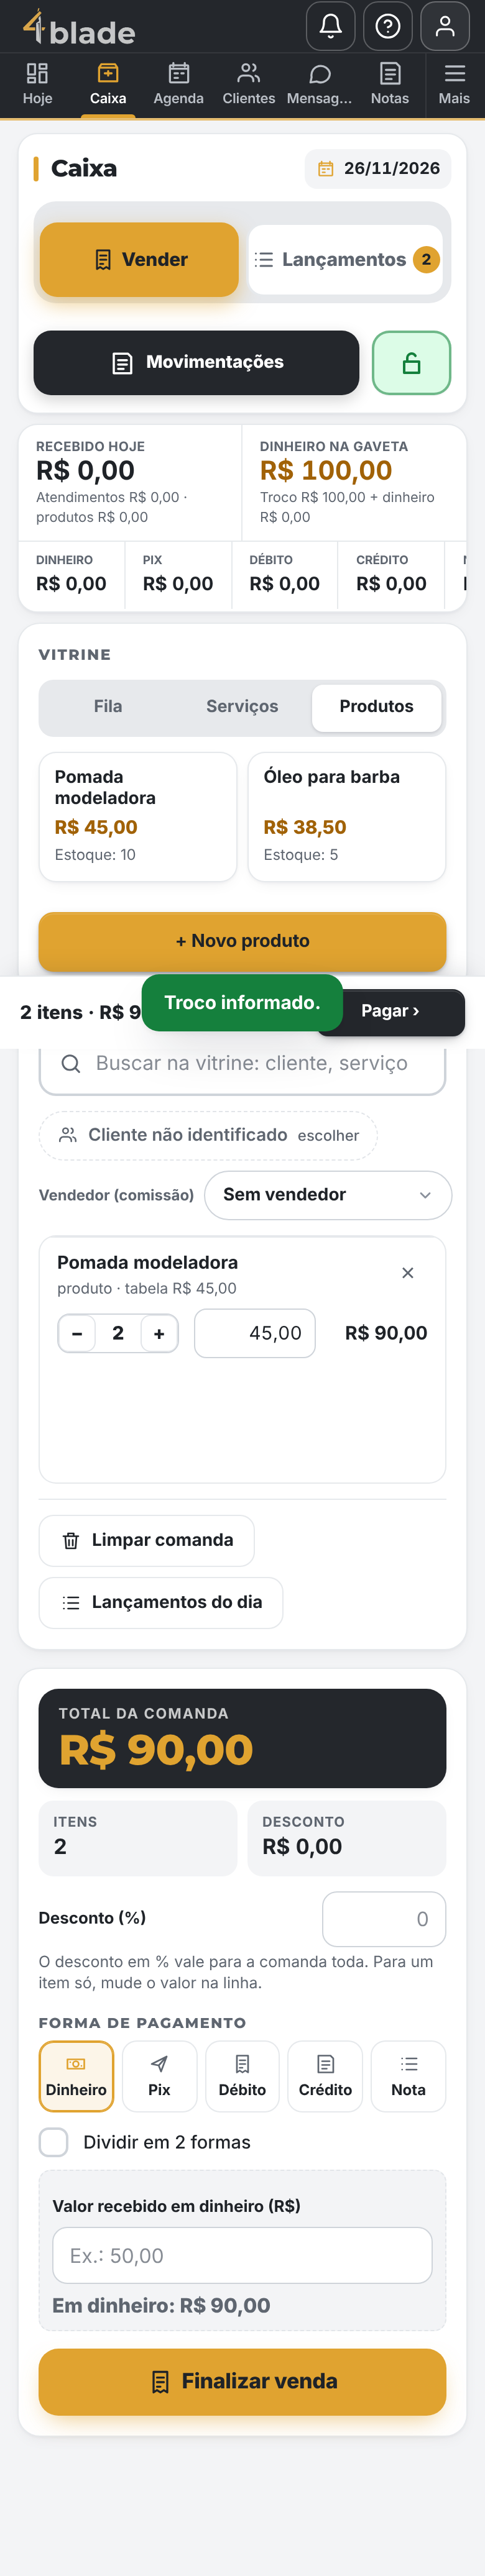 4blade
Hoje
Caixa
Agenda
Clientes
Mensag...
Notas
Mais
Caixa
26/11/2026
Vender
Lançamentos 2
Movimentações
RECEBIDO HOJE
R$ 0,00
Atendimentos R$ 0,00 ·
produtos R$ 0,00
DINHEIRO NA GAVETA
R$ 100,00
Troco R$ 100,00 + dinheiro
R$ 0,00
DINHEIRO
R$ 0,00
PIX
R$ 0,00
DÉBITO
R$ 0,00
CRÉDITO
R$ 0,00
VITRINE
Fila
Serviços
Produtos
Pomada
modeladora
R$ 45,00
Estoque: 10
Óleo para barba
R$ 38,50
Estoque: 5
+ Novo produto
2 itens · R$ 9
Troco informado.
Pagar ›
Buscar na vitrine: cliente, serviço
Cliente não identificado escolher
Vendedor (comissão)
Sem vendedor
Pomada modeladora
produto · tabela R$ 45,00
×
− 2 +
45,00
R$ 90,00
Limpar comanda
Lançamentos do dia
TOTAL DA COMANDA
R$ 90,00
ITENS
2
DESCONTO
R$ 0,00
Desconto (%)
0
O desconto em % vale para a comanda toda. Para um
item só, mude o valor na linha.
FORMA DE PAGAMENTO
Dinheiro
Pix
Débito
Crédito
Nota
Dividir em 2 formas
Valor recebido em dinheiro (R$)
Ex.: 50,00
Em dinheiro: R$ 90,00
Finalizar venda